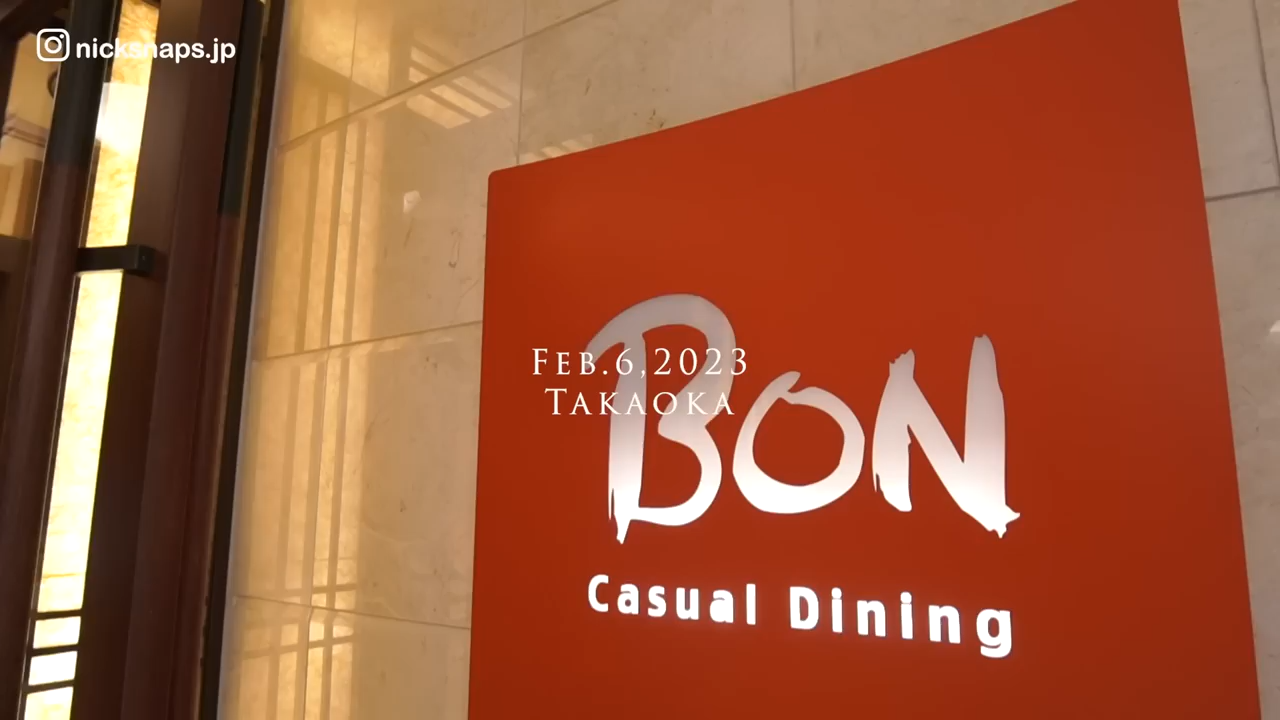 nicksnaps.jp
FEB.6,2023
TAKAOKA
BON
Casual Dining